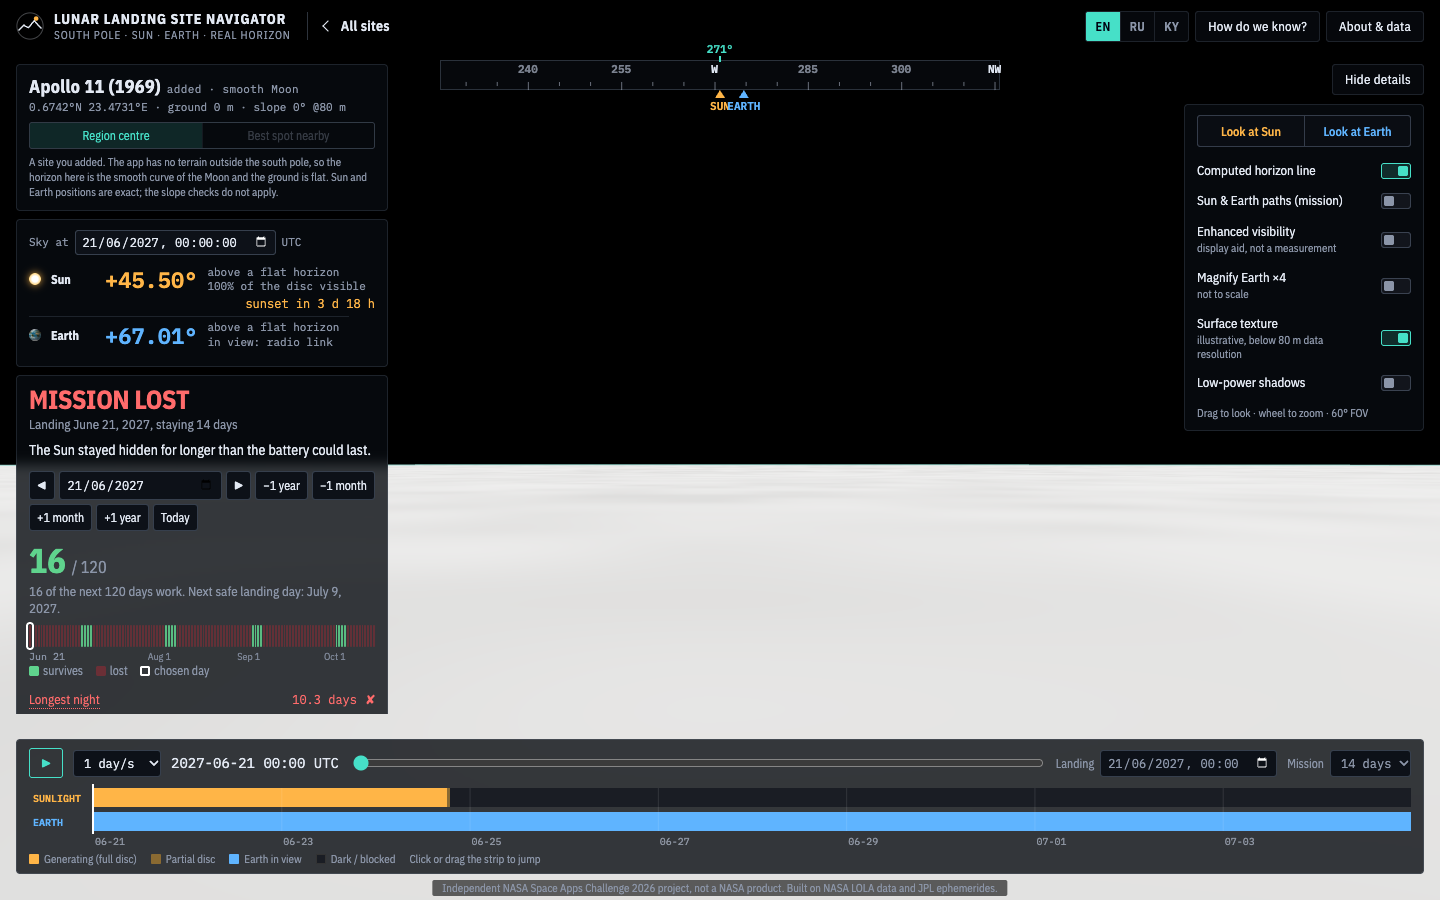 LUNAR LANDING SITE NAVIGATOR
SOUTH POLE · SUN · EARTH · REAL HORIZON
All sites
EN RU KY How do we know? About & data
271°
240 255 W 285 300 NW
SUN EARTH
Hide details
Apollo 11 (1969) added · smooth Moon
0.6742°N 23.4731°E · ground 0 m · slope 0° @80 m
Region centre Best spot nearby
A site you added. The app has no terrain outside the south pole, so the
horizon here is the smooth curve of the Moon and the ground is flat. Sun and
Earth positions are exact; the slope checks do not apply.
Sky at 21/06/2027, 00:00:00 UTC
Sun +45.50° above a flat horizon
100% of the disc visible
sunset in 3 d 18 h
Earth +67.01° above a flat horizon
in view: radio link
MISSION LOST
Landing June 21, 2027, staying 14 days
The Sun stayed hidden for longer than the battery could last.
◀ 21/06/2027 ▶ −1 year −1 month
+1 month +1 year Today
16 / 120
16 of the next 120 days work. Next safe landing day: July 9,
2027.
Jun 21 Aug 1 Sep 1 Oct 1
survives lost chosen day
Longest night 10.3 days ✘
Look at Sun Look at Earth
Computed horizon line
Sun & Earth paths (mission)
Enhanced visibility
display aid, not a measurement
Magnify Earth ×4
not to scale
Surface texture
illustrative, below 80 m data
resolution
Low-power shadows
Drag to look · wheel to zoom · 60° FOV
▶ 1 day/s 2027-06-21 00:00 UTC Landing 21/06/2027, 00:00 Mission 14 days
SUNLIGHT
EARTH
06-21 06-23 06-25 06-27 06-29 07-01 07-03
Generating (full disc) Partial disc Earth in view Dark / blocked Click or drag the strip to jump
Independent NASA Space Apps Challenge 2026 project, not a NASA product. Built on NASA LOLA data and JPL ephemerides.